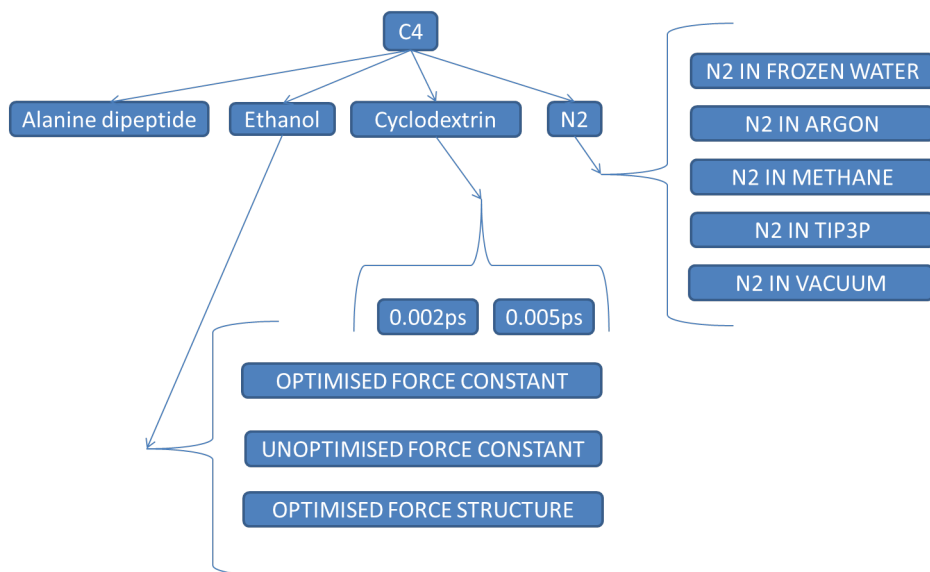 C4
Alanine dipeptide
Ethanol
Cyclodextrin
N2
N2 IN FROZEN WATER
N2 IN ARGON
N2 IN METHANE
N2 IN TIP3P
N2 IN VACUUM
0.002ps
0.005ps
OPTIMISED FORCE CONSTANT
UNOPTIMISED FORCE CONSTANT
OPTIMISED FORCE STRUCTURE